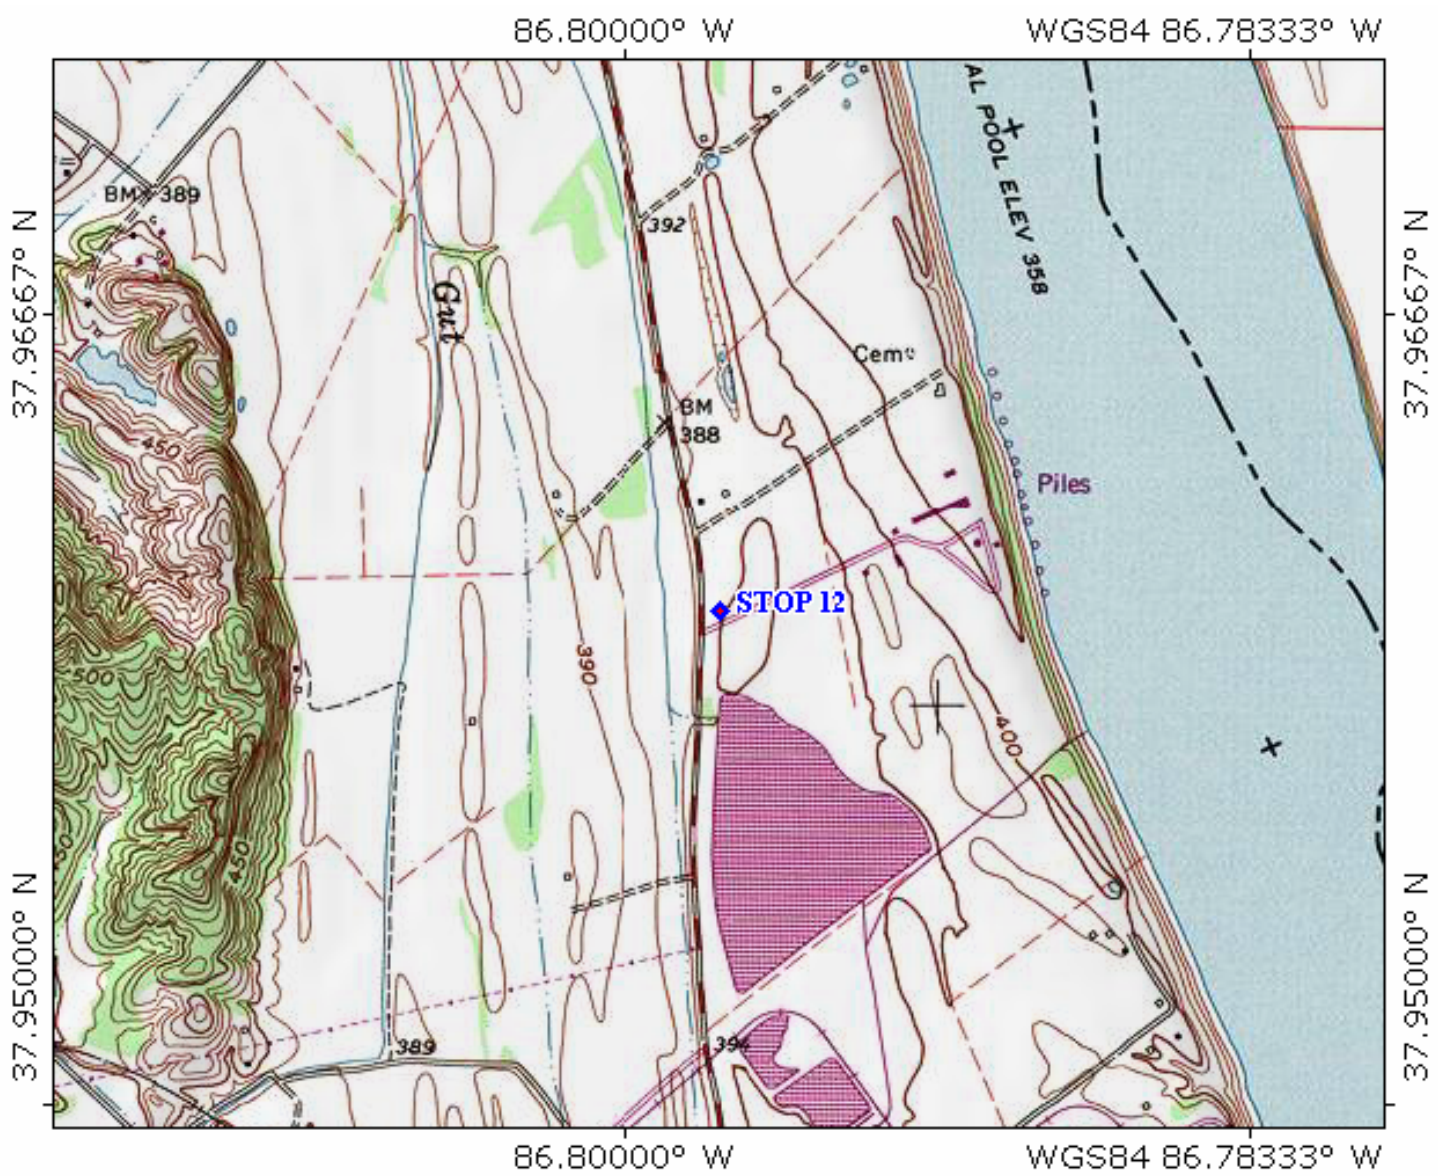 86.80000° W
WGS84 86.78333° W
AL POOL ELEV 358
BM 389
392
37.96667° N
37.96667° N
Gut
Cem
BM
388
450
Piles
STOP 12
390
500
400
450
450
37.95000° N
37.95000° N
389
394
86.80000° W
WGS84 86.78333° W